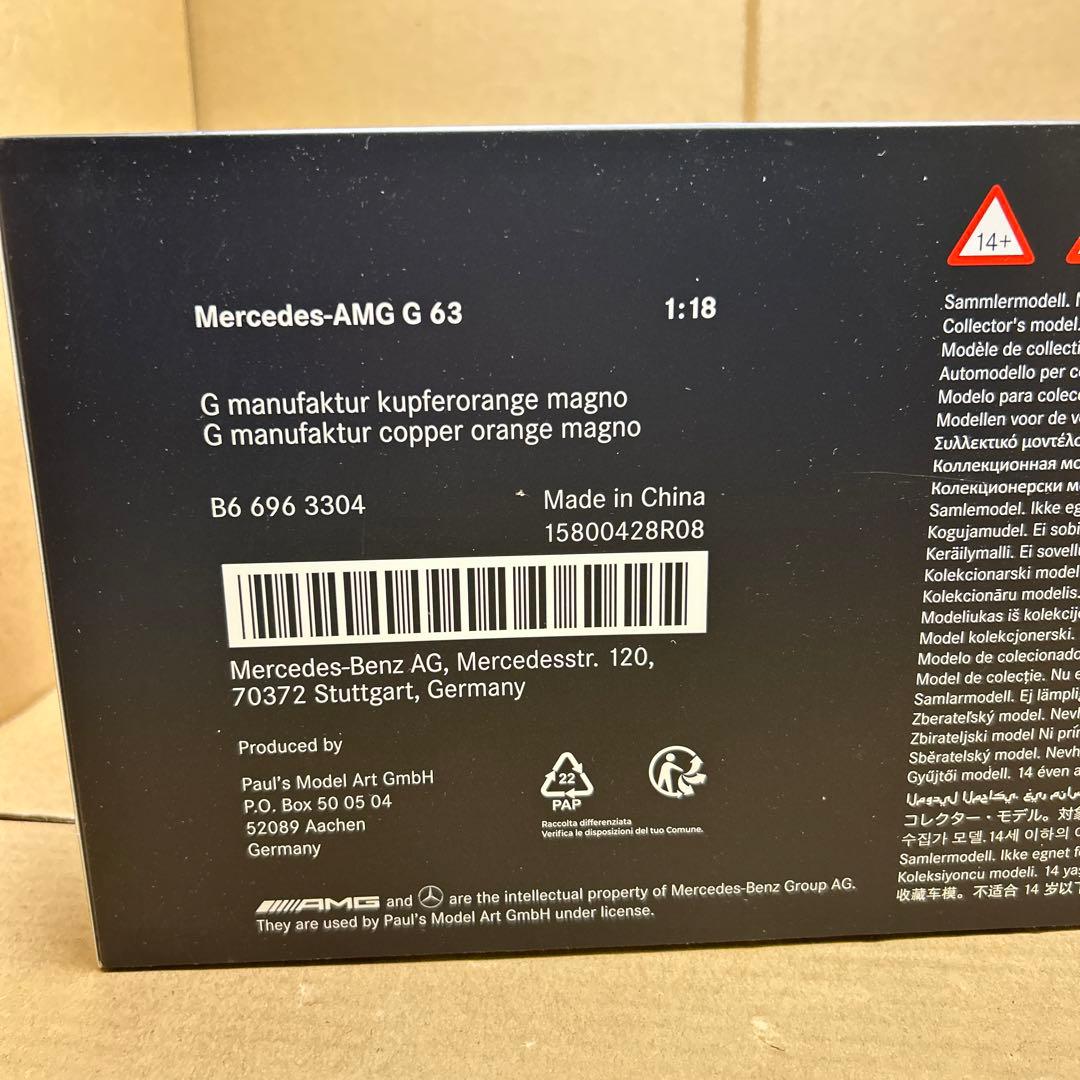 Mercedes-AMG G 63 1:18
G manufaktur kupferorange magno
G manufaktur copper orange magno
B6 696 3304 Made in China
15800428R08
Mercedes-Benz AG, Mercedesstr. 120,
70372 Stuttgart, Germany
Produced by
Paul's Model Art GmbH
P.O. Box 50 05 04
52089 Aachen
Germany
22
PAP
Raccolta differenziata
Verifica le disposizioni del tuo Comune.
AMG and are the intellectual property of Mercedes-Benz Group AG.
They are used by Paul's Model Art GmbH under license.
14+
Sammlermodell.
Collector's model.
Modèle de
Automodello per
Modelo para
Modellen voor de
Συλλεκτικό
Коллекционная
Колекционерски
Samlemodel. Ikke
Kogujamudel. Ei
Keräilymalli. Ei
Kolekcionarski model
Kolekcionāru modelis.
Modeliukas iš
Model kolekcjonerski.
Modelo de
Model de colecție. Nu
Samlarmodell. Ej
Zberateľský model.
Zbirateljski model Ni
Sběratelský model.
Gyűjtői modell. 14 éven
コレクター・モデル。対象
수집가 모델. 14세 이하의
Samlermodell. Ikke egnet
Koleksiyoncu modeli. 14
收藏车模。不适合 14 岁以下